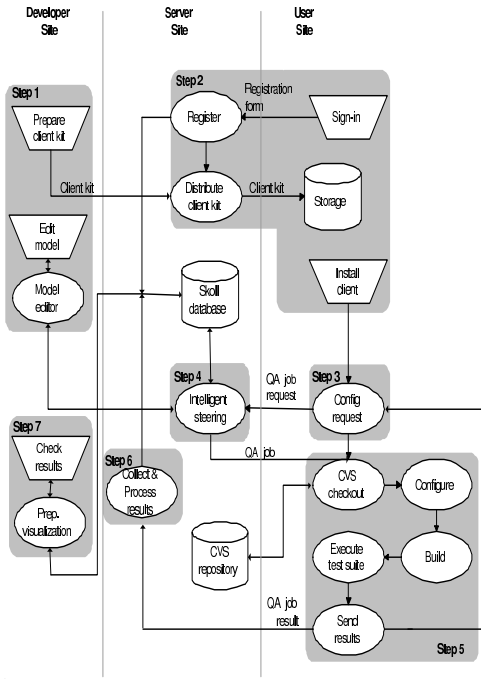 Developer
Site
Server
Site
User
Site
Step 1
Prepare
client kit
Client kit
Edit
model
Model
editor
Step 2
Registration
form
Register
Sign-in
Distribute
client kit
Client kit
Storage
Install
client
Skoll
database
Step 4
Intelligent
steering
QA job
request
Step 3
Config
request
QA job
Step 7
Check
results
Prep.
visualization
Step 6
Collect &
Process
results
CVS
repository
CVS
checkout
Configure
Execute
test suite
Build
QA job
result
Send
results
Step 5